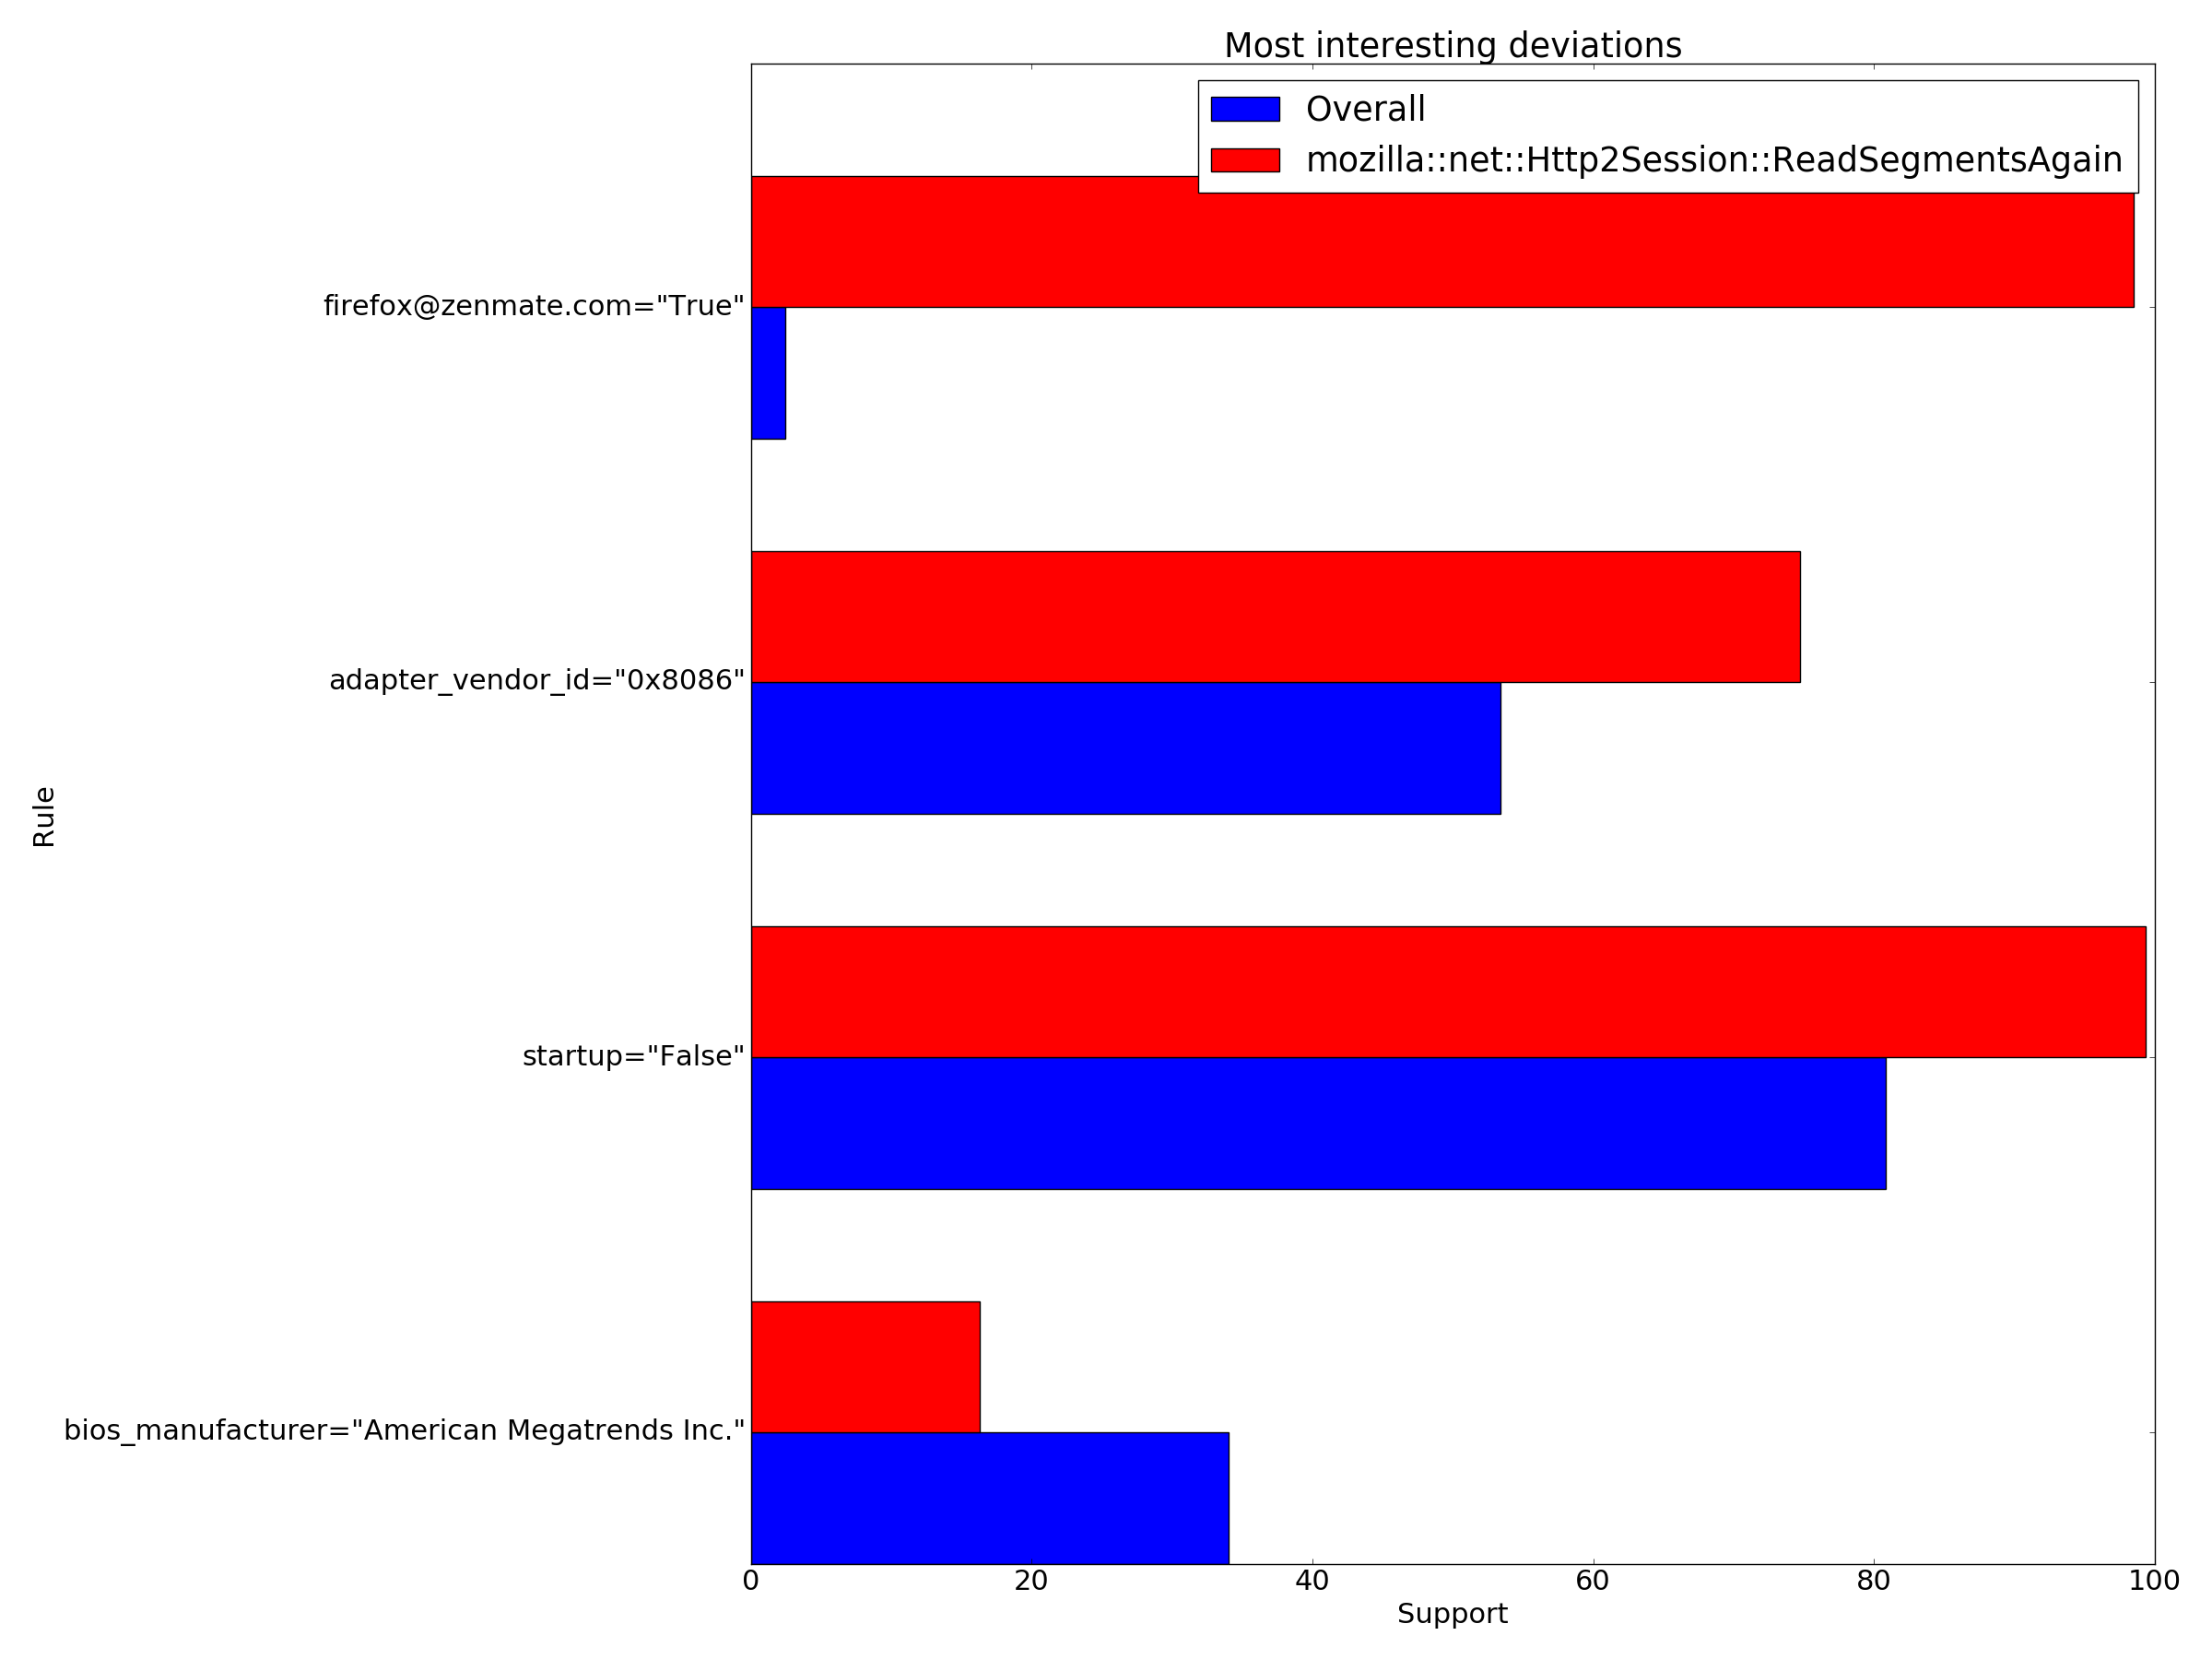 Most interesting deviations
Overall
mozilla::net::Http2Session::ReadSegmentsAgain
firefox@zenmate.com="True"
adapter_vendor_id="0x8086"
Rule
startup="False"
bios_manufacturer="American Megatrends Inc."
0 20 40 60 80 100
Support